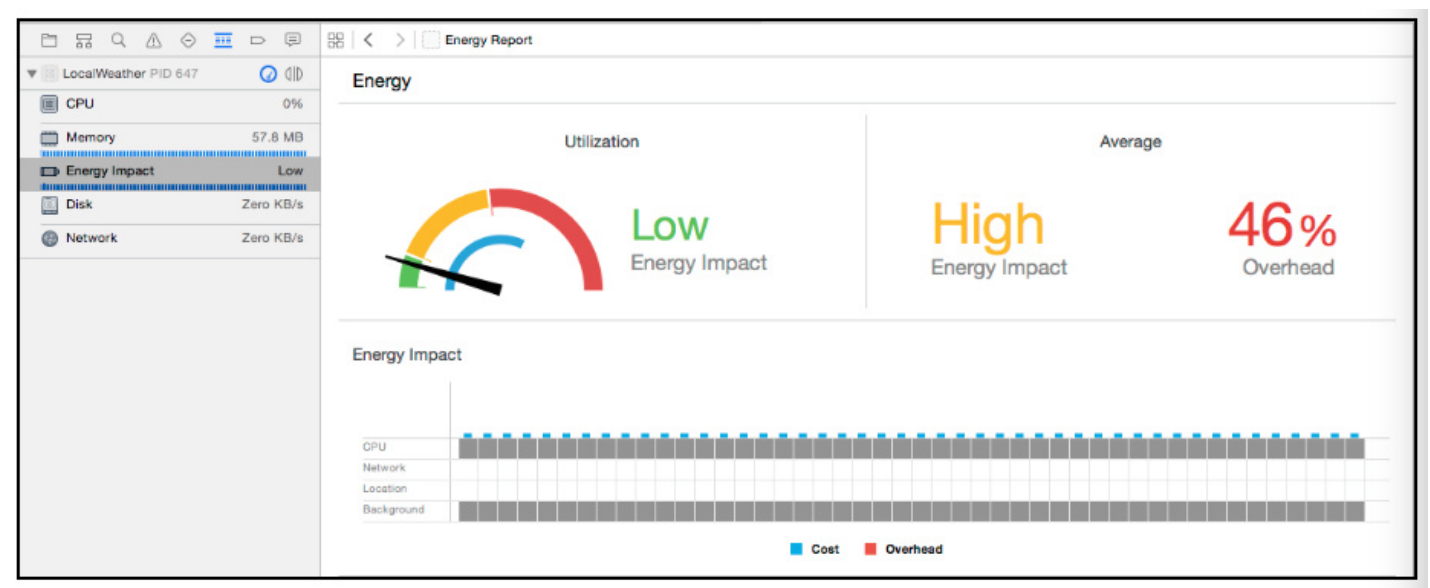 Energy Report
LocalWeather PID 647
CPU 0%
Memory 57.8 MB
Energy Impact Low
Disk Zero KB/s
Network Zero KB/s
Energy
Utilization
Low
Energy Impact
Average
High
Energy Impact
46%
Overhead
Energy Impact
CPU
Network
Location
Background
Cost Overhead